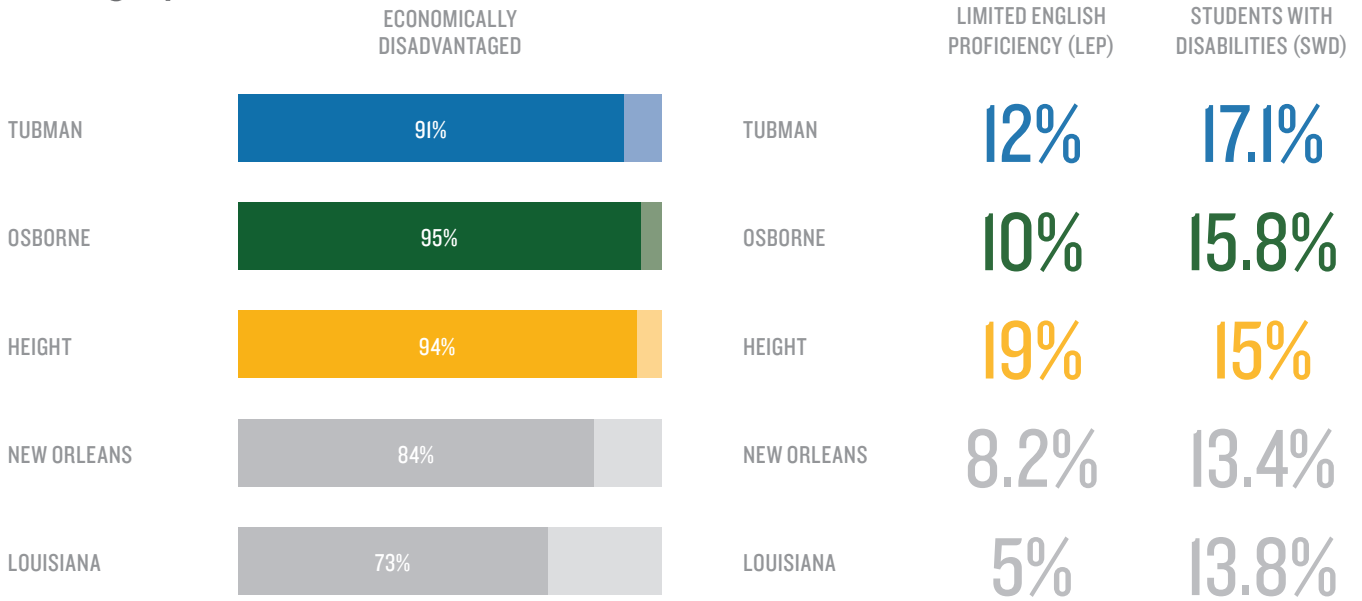 ECONOMICALLY
DISADVANTAGED
LIMITED ENGLISH
PROFICIENCY (LEP)
STUDENTS WITH
DISABILITIES (SWD)
TUBMAN
91%
TUBMAN
12%
17.1%
OSBORNE
95%
OSBORNE
10%
15.8%
HEIGHT
94%
HEIGHT
19%
15%
NEW ORLEANS
84%
NEW ORLEANS
8.2%
13.4%
LOUISIANA
73%
LOUISIANA
5%
13.8%